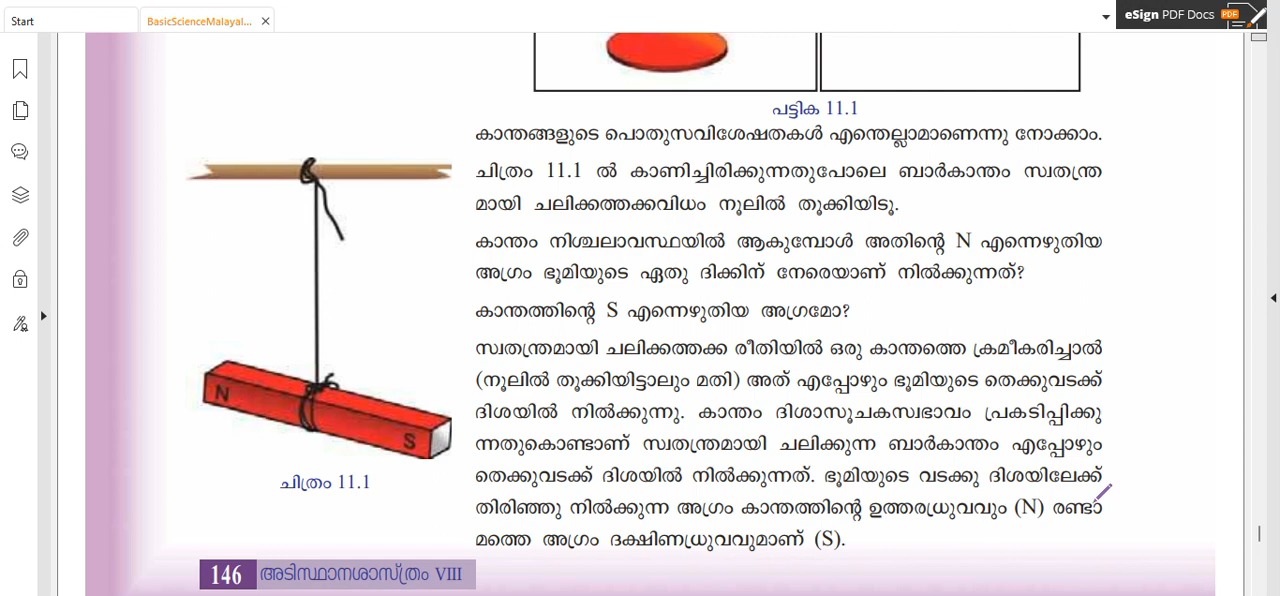 Start
BasicScienceMalayal...
eSign PDF Docs
PDF
പട്ടിക 11.1
കാന്തങ്ങളുടെ പൊതുസവിശേഷതകൾ എന്തെല്ലാമാണെന്നു നോക്കാം.
ചിത്രം 11.1 ൽ കാണിച്ചിരിക്കുന്നതുപോലെ ബാർകാന്തം സ്വതന്ത്ര
മായി ചലിക്കത്തക്കവിധം നൂലിൽ തൂക്കിയിടൂ.
കാന്തം നിശ്ചലാവസ്ഥയിൽ ആകുമ്പോൾ അതിന്റെ N എന്നെഴുതിയ
അഗ്രം ഭൂമിയുടെ ഏതു ദിക്കിന് നേരെയാണ് നിൽക്കുന്നത്?
കാന്തത്തിന്റെ S എന്നെഴുതിയ അഗ്രമോ?
സ്വതന്ത്രമായി ചലിക്കത്തക്ക രീതിയിൽ ഒരു കാന്തത്തെ ക്രമീകരിച്ചാൽ
(നൂലിൽ തൂക്കിയിട്ടാലും മതി) അത് എപ്പോഴും ഭൂമിയുടെ തെക്കുവടക്ക്
ദിശയിൽ നിൽക്കുന്നു. കാന്തം ദിശാസൂചകസ്വഭാവം പ്രകടിപ്പിക്കു
ന്നതുകൊണ്ടാണ് സ്വതന്ത്രമായി ചലിക്കുന്ന ബാർകാന്തം എപ്പോഴും
തെക്കുവടക്ക് ദിശയിൽ നിൽക്കുന്നത്. ഭൂമിയുടെ വടക്കു ദിശയിലേക്ക്
തിരിഞ്ഞു നിൽക്കുന്ന അഗ്രം കാന്തത്തിന്റെ ഉത്തരധ്രുവവും (N) രണ്ടാ
മത്തെ അഗ്രം ദക്ഷിണധ്രുവവുമാണ് (S).
N
S
ചിത്രം 11.1
146 അടിസ്ഥാനശാസ്ത്രം VIII